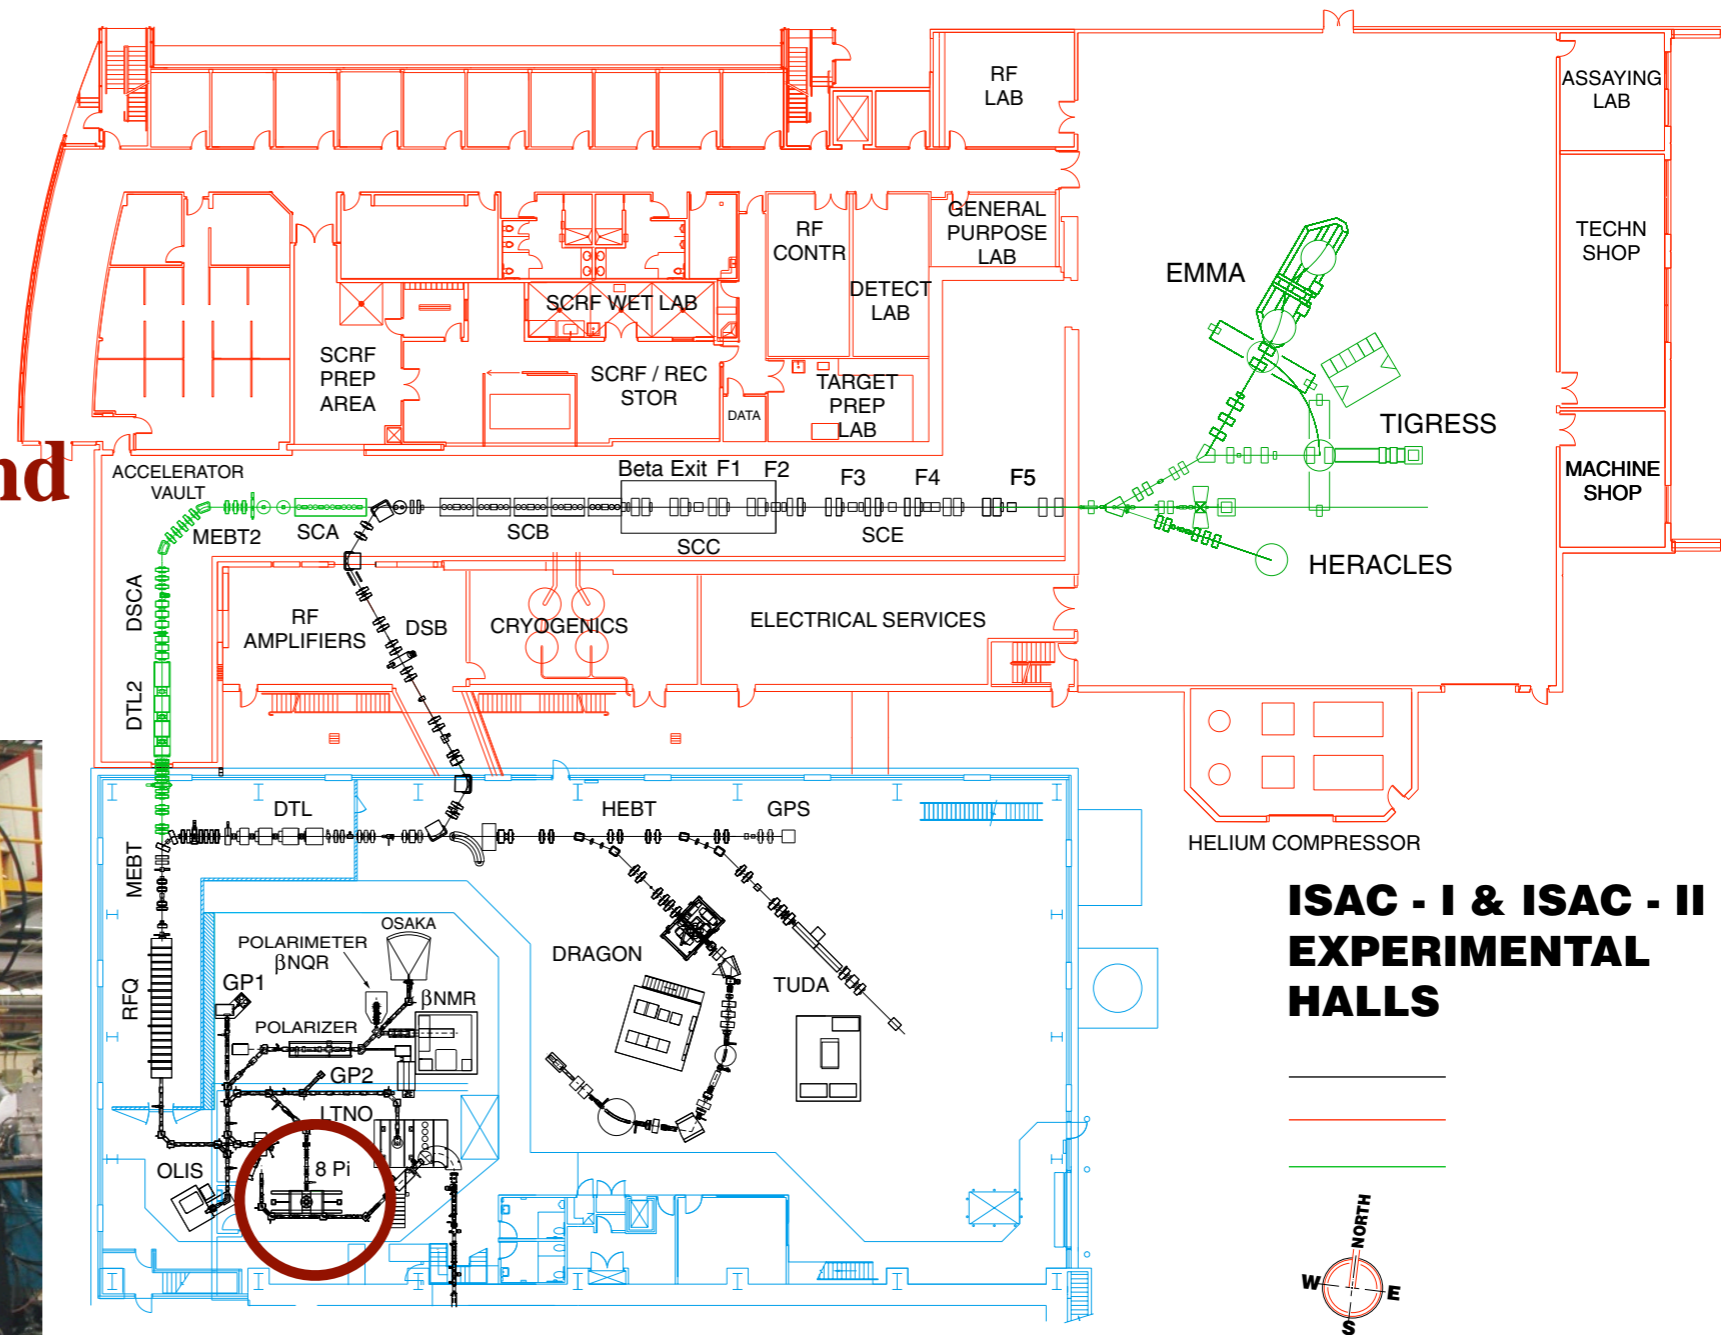 RF
LAB
ASSAYING
LAB
GENERAL
PURPOSE
LAB
RF
CONTR
TECHN
SHOP
EMMA
DETECT
LAB
SCRF WET LAB
SCRF
PREP
AREA
SCRF / REC
STOR
TARGET
PREP
LAB
DATA
TIGRESS
nd
ACCELERATOR
VAULT
Beta Exit F1 F2 F3 F4 F5
MACHINE
SHOP
MEBT2
SCA
SCB
SCC
SCE
HERACLES
DSCA
RF
AMPLIFIERS
DSB
CRYOGENICS
ELECTRICAL SERVICES
DTL2
DTL
HEBT
GPS
HELIUM COMPRESSOR
MEBT
ISAC - I & ISAC - II
EXPERIMENTAL
HALLS
OSAKA
POLARIMETER
βNQR
DRAGON
GP1
βNMR
TUDA
RFQ
POLARIZER
GP2
LTNO
OLIS
8 Pi
NORTH
W
E
S